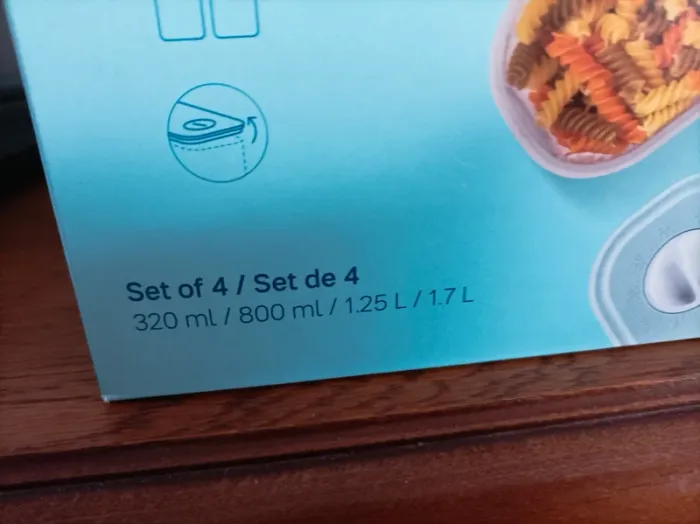 Set of 4 / Set de 4
320 ml / 800 ml / 1.25 L / 1.7 L